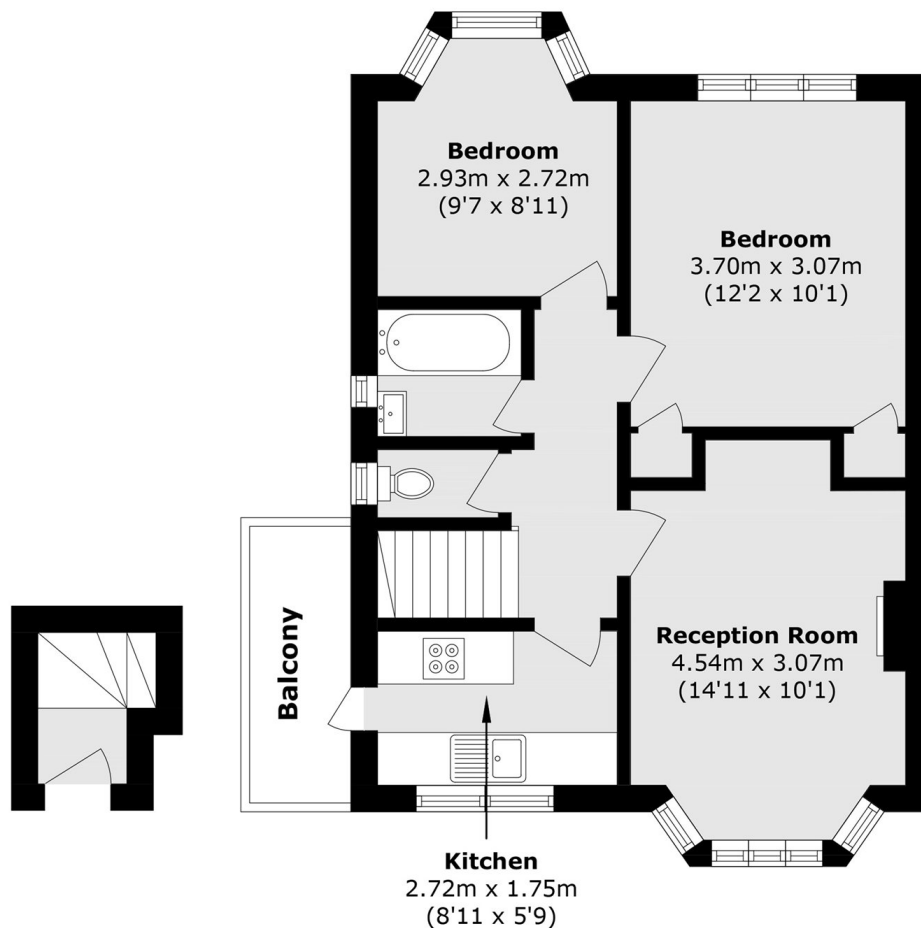 Bedroom
2.93m x 2.72m
(9'7 x 8'11)
Bedroom
3.70m x 3.07m
(12'2 x 10'1)
Balcony
Reception Room
4.54m x 3.07m
(14'11 x 10'1)
Kitchen
2.72m x 1.75m
(8'11 x 5'9)